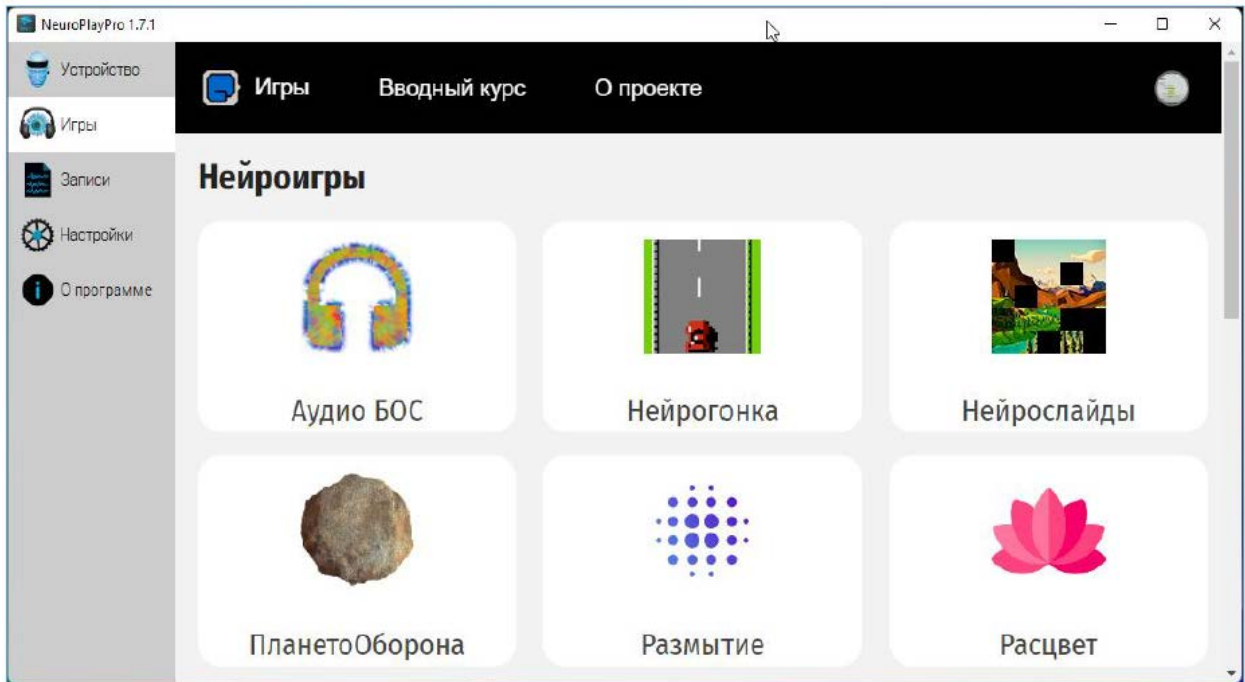 NeuroPlayPro 1.7.1
Устройство
Игры
Записи
Настройки
О программе
Игры Вводный курс О проекте
Нейроигры
Аудио БОС Нейрогонка Нейрослайды
ПланетоОборона Размытие Расцвет